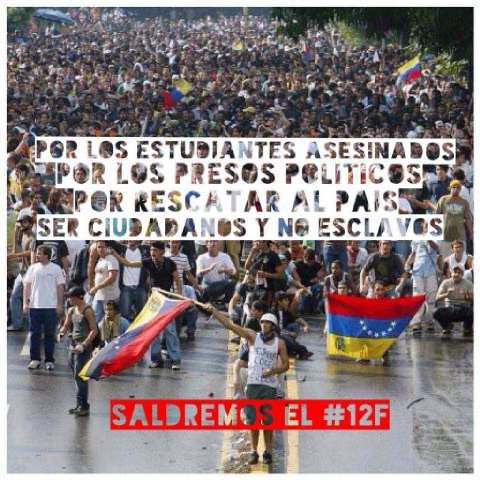 POR LOS ESTUDIANTES ASESINADOS
POR LOS PRESOS POLÍTICOS
POR RESCATAR AL PAÍS
SER CIUDADANOS Y NO ESCLAVOS
SALDREMOS EL #12F